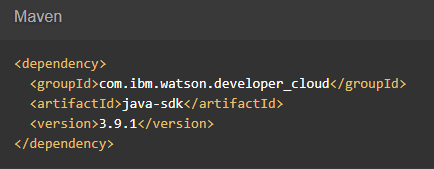 Maven
<dependency>
<groupId>com.ibm.watson.developer_cloud</groupId>
<artifactId>java-sdk</artifactId>
<version>3.9.1</version>
</dependency>